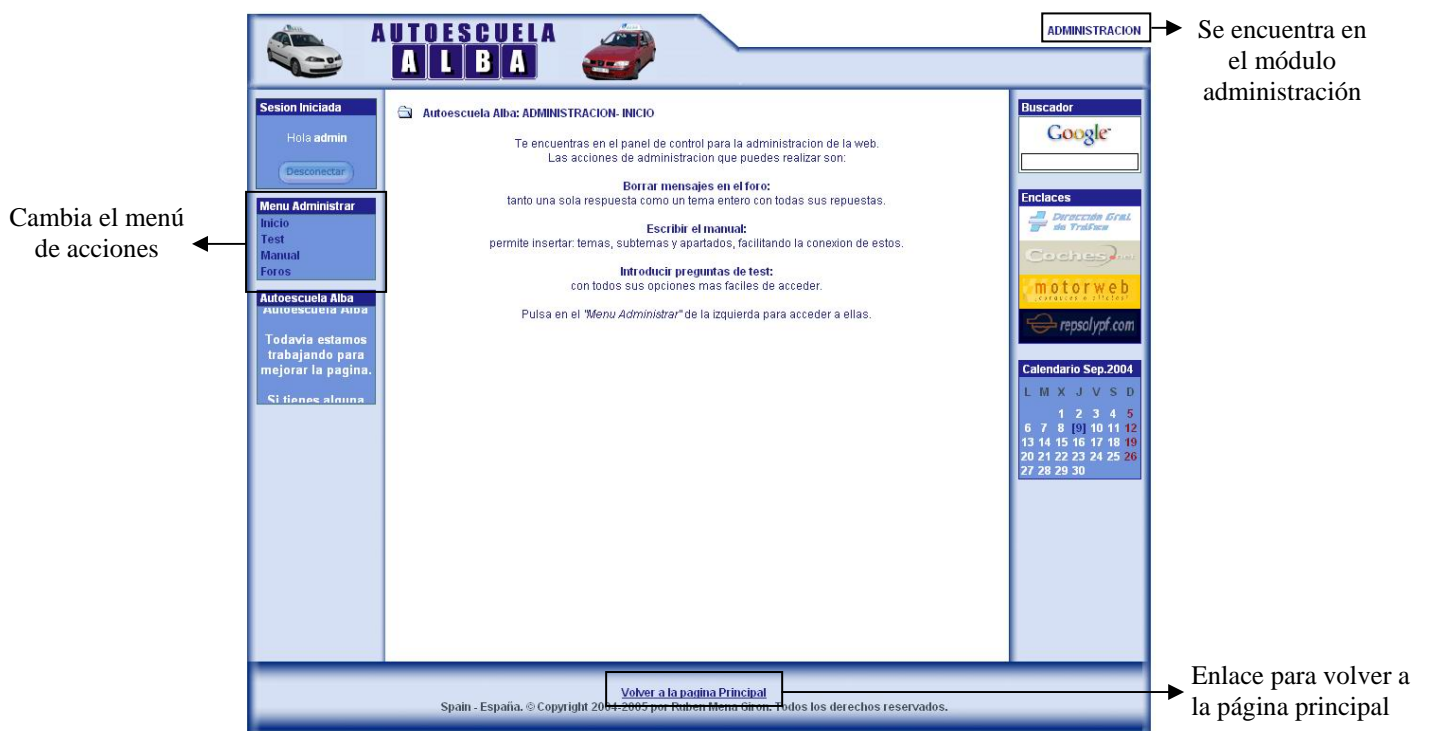 AUTOESCUELA
ALBA
ADMINISTRACION
Se encuentra en
el módulo
administración
Sesion Iniciada
Hola admin
Desconectar
Cambia el menú
de acciones
Menu Administrar
Inicio
Test
Manual
Foros
Autoescuela Alba
Autoescuela Alba
Todavia estamos
trabajando para
mejorar la pagina.
Si tienes alguna
Autoescuela Alba: ADMINISTRACION- INICIO
Te encuentras en el panel de control para la administracion de la web.
Las acciones de administracion que puedes realizar son:
Borrar mensajes en el foro:
tanto una sola respuesta como un tema entero con todas sus repuestas.
Escribir el manual:
permite insertar: temas, subtemas y apartados, facilitando la conexion de estos.
Introducir preguntas de test:
con todos sus opciones mas faciles de acceder.
Pulsa en el "Menu Administrar" de la izquierda para acceder a ellas.
Buscador
Google
Enclaces
Dirección Gral.
de Tráfico
Coches.net
motorweb
repsolypf.com
Calendario Sep.2004
L M X J V S D
1 2 3 4 5
6 7 8 [9] 10 11 12
13 14 15 16 17 18 19
20 21 22 23 24 25 26
27 28 29 30
Volver a la pagina Principal
Spain - España. © Copyright 2004-2005 por Ruben Mena Giron. Todos los derechos reservados.
Enlace para volver a
la página principal